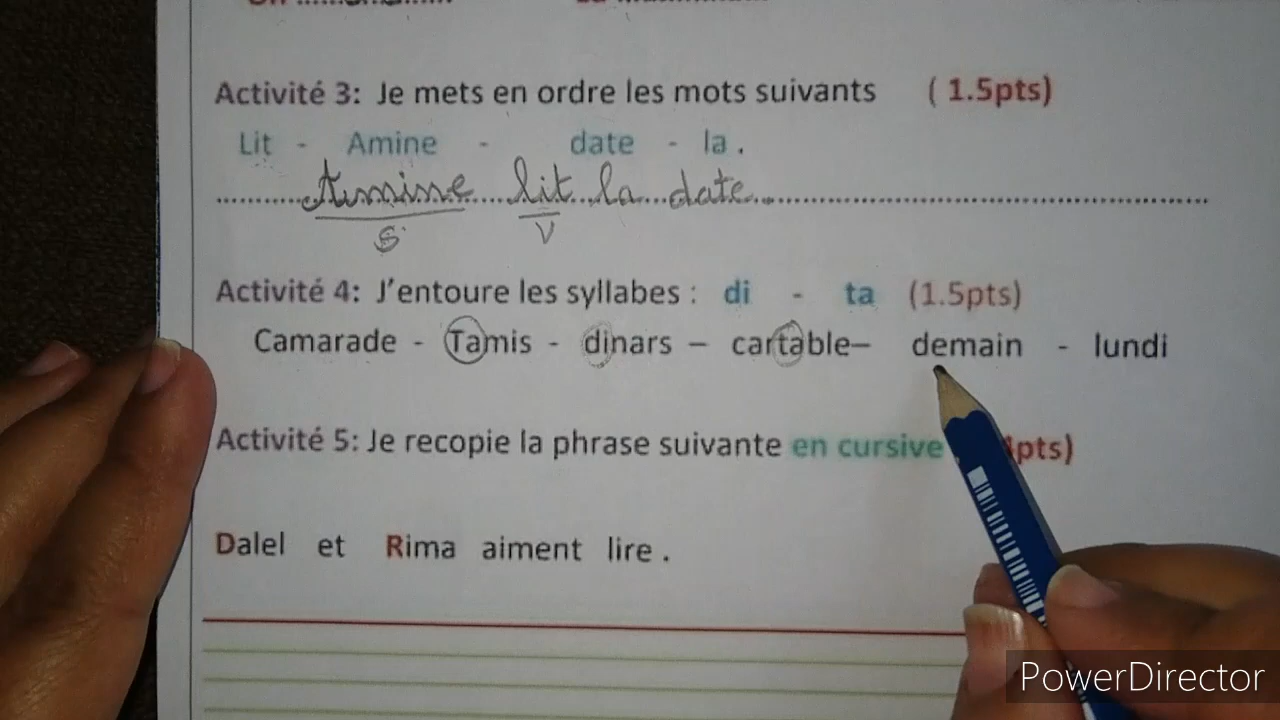 Activité 3: Je mets en ordre les mots suivants ( 1.5pts)
Lit - Amine - date - la .
Amine lit la date
S V
Activité 4: J'entoure les syllabes : di - ta (1.5pts)
Camarade - Tamis - dinars – cartable– demain - lundi
Activité 5: Je recopie la phrase suivante en cursive pts)
Dalel et Rima aiment lire .
PowerDirector